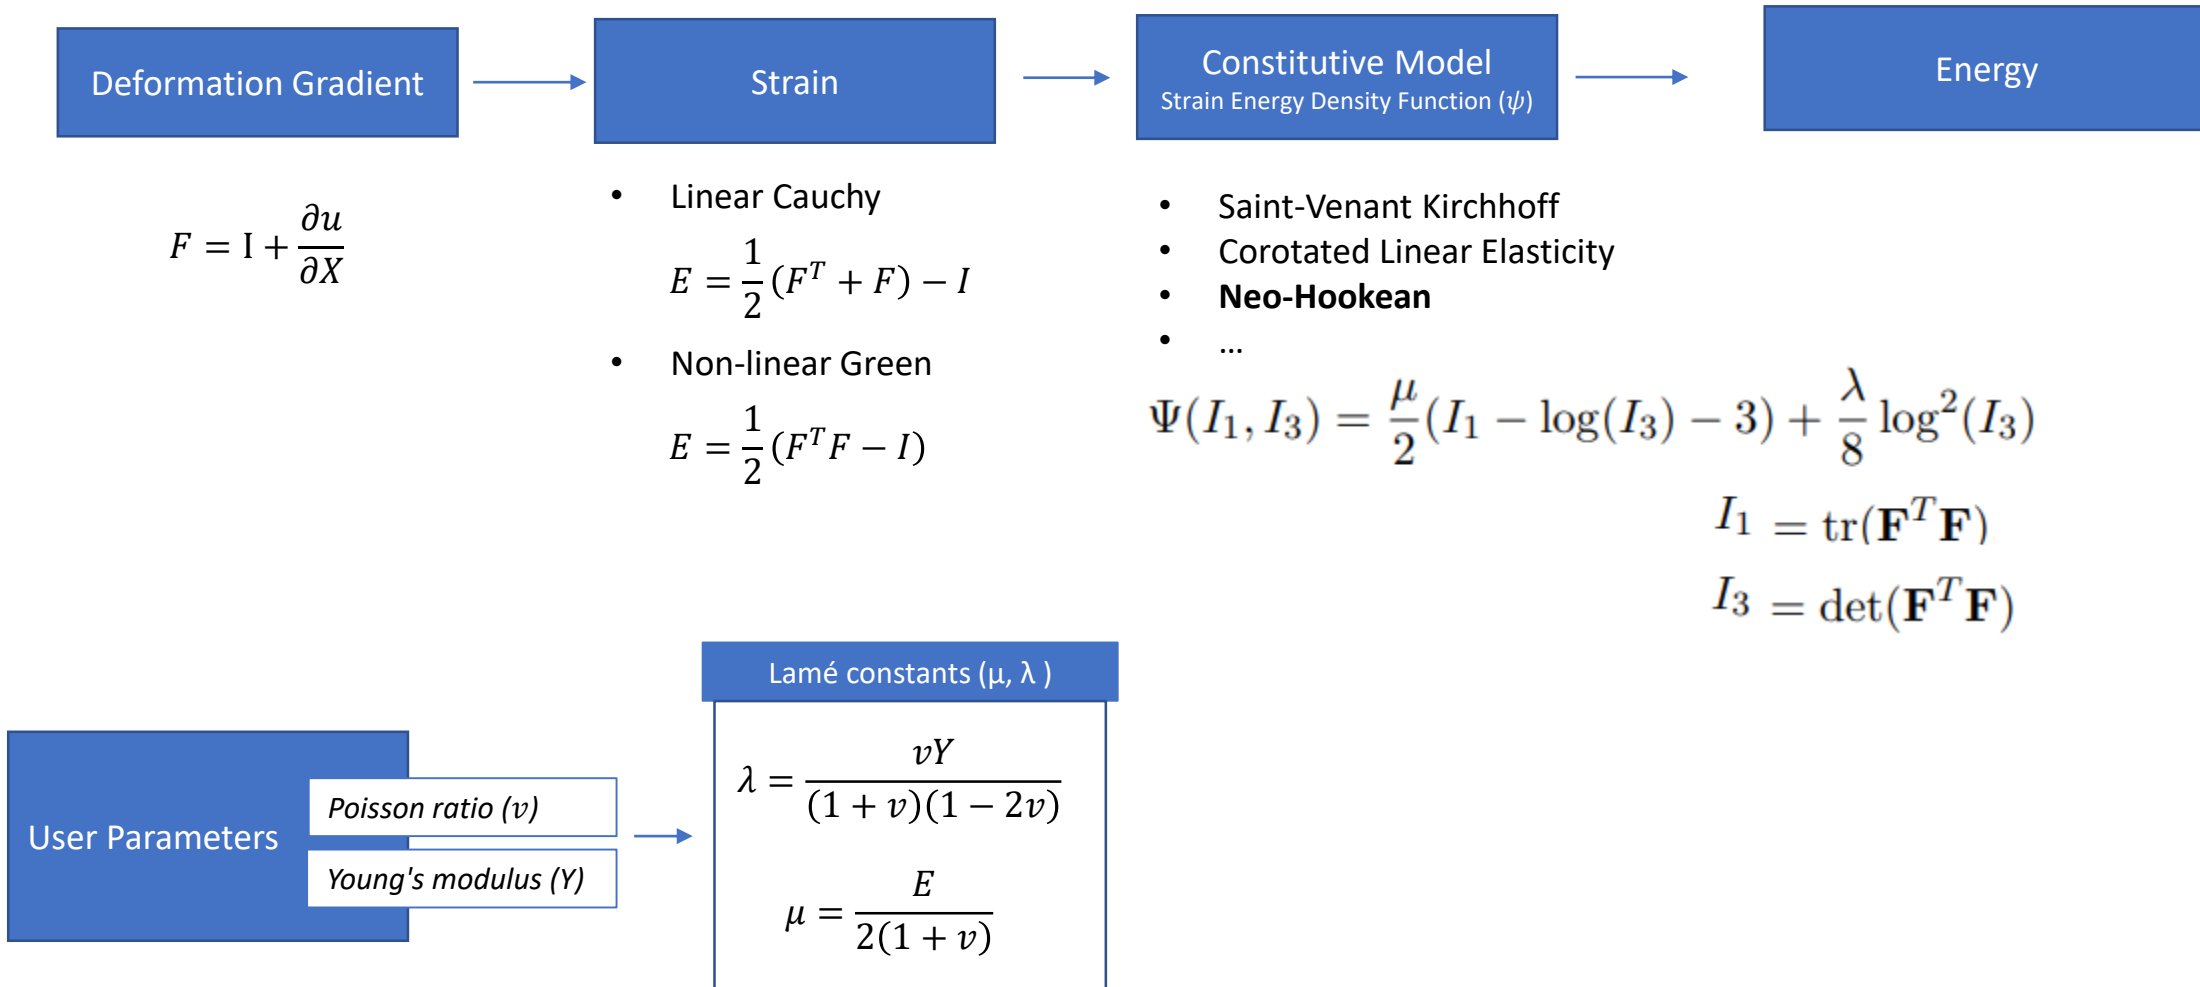 Deformation Gradient
Strain
Constitutive Model
Strain Energy Density Function (ψ)
Energy
F = I + ∂u/∂X
• Linear Cauchy
E = 1/2 (F^T + F) − I
• Non-linear Green
E = 1/2 (F^T F − I)
• Saint-Venant Kirchhoff
• Corotated Linear Elasticity
• Neo-Hookean
• ...
Ψ(I₁, I₃) = μ/2 (I₁ − log(I₃) − 3) + λ/8 log²(I₃)
I₁ = tr(F^T F)
I₃ = det(F^T F)
User Parameters
Poisson ratio (v)
Young's modulus (Y)
Lamé constants (μ, λ )
λ = vY/((1 + v)(1 − 2v))
μ = E/(2(1 + v))